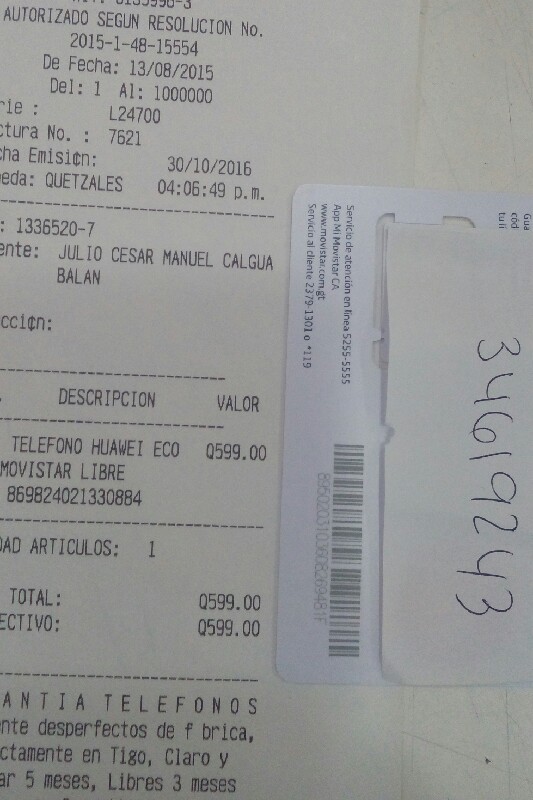 AUTORIZADO SEGUN RESOLUCION No.
2015-1-48-15554
De Fecha: 13/08/2015
Del: 1 Al: 1000000
rie : L24700
ctura No. : 7621
ha Emisi¢n: 30/10/2016
eda: QUETZALES 04:06:49 p.m.
: 1336520-7
ente: JULIO CESAR MANUEL CALGUA
BALAN
cci¢n:
DESCRIPCION VALOR
TELEFONO HUAWEI ECO Q599.00
MOVISTAR LIBRE
869824021330884
DAD ARTICULOS: 1
TOTAL: Q599.00
ECTIVO: Q599.00
ANTIA TELEFONOS
nte desperfectos de f brica,
ctamente en Tigo, Claro y
ar 5 meses, Libres 3 meses
Servicio de atención en línea 5255-5555
App Mi Movistar CA
www.movistar.com.gt
Servicio al cliente 2379-1301 o *119
Gua
cód
tu lí
34619243